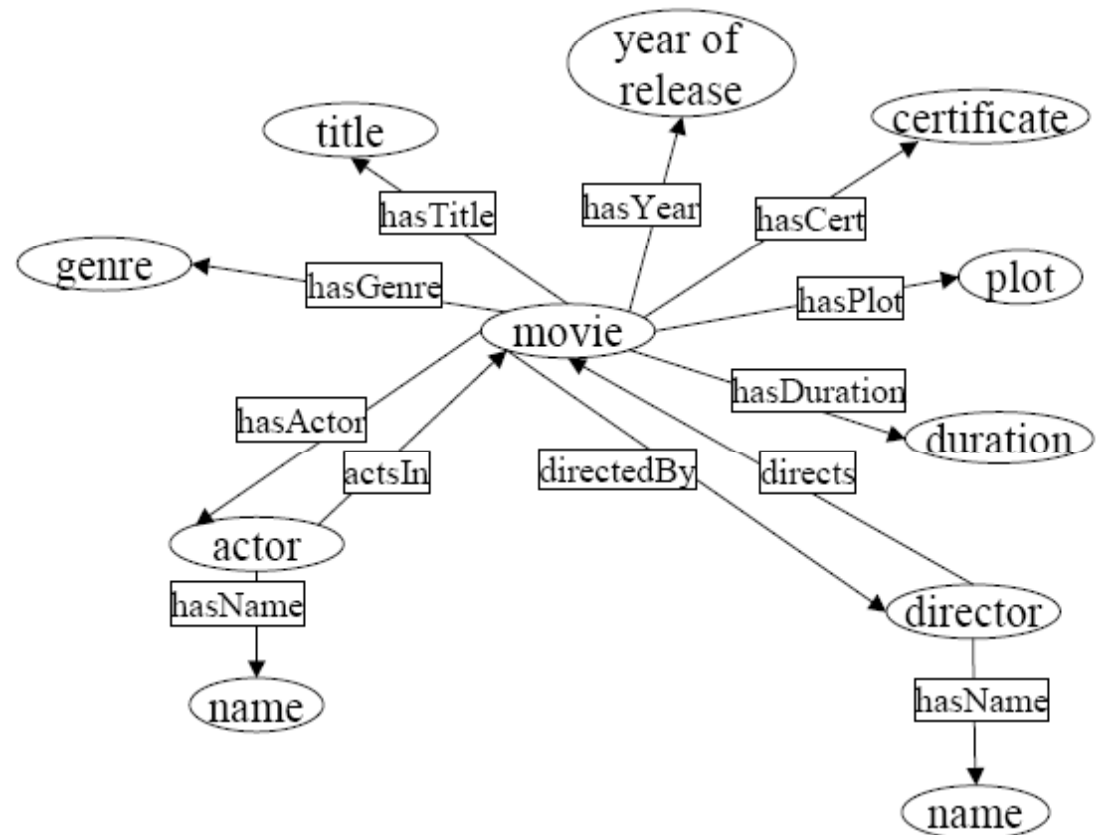 year of
release
certificate
title
hasTitle
hasYear
hasCert
genre
hasGenre
hasPlot
plot
movie
hasDuration
hasActor
duration
actsIn
directedBy
directs
actor
hasName
director
name
hasName
name